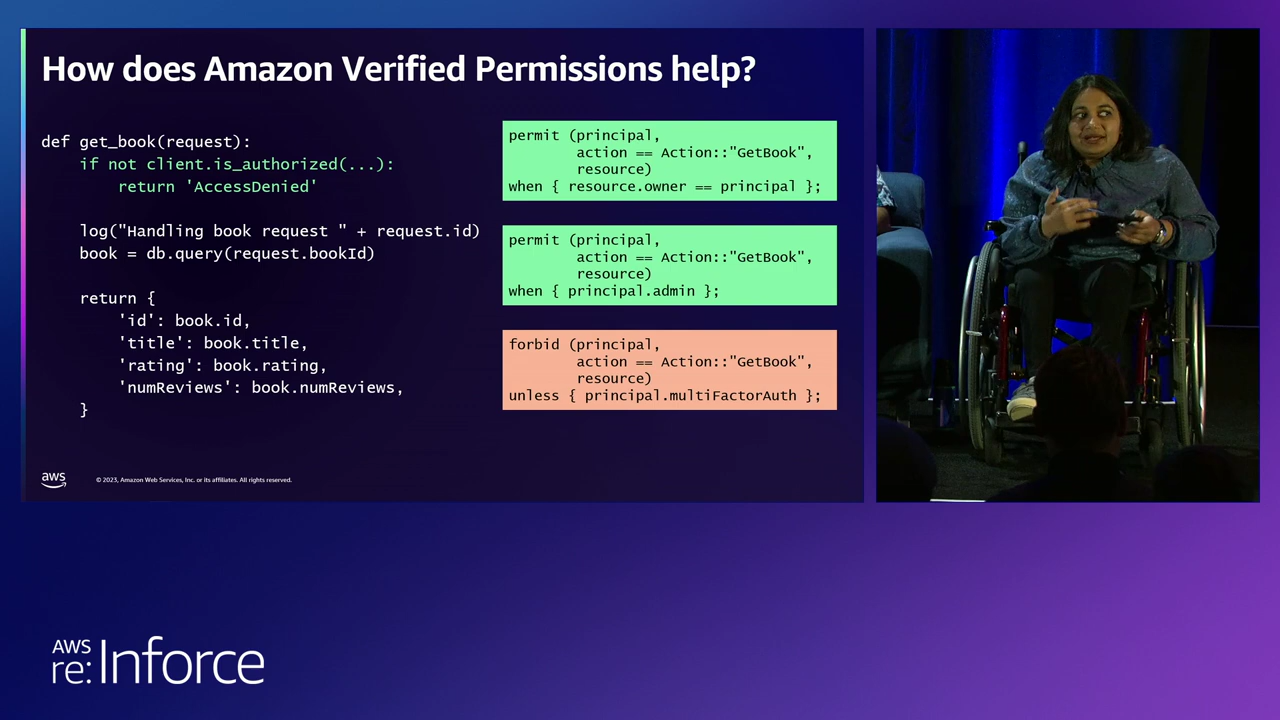 How does Amazon Verified Permissions help?
def get_book(request):
if not client.is_authorized(...):
return 'AccessDenied'
log("Handling book request " + request.id)
book = db.query(request.bookId)
return {
'id': book.id,
'title': book.title,
'rating': book.rating,
'numReviews': book.numReviews,
}
permit (principal,
action == Action::"GetBook",
resource)
when { resource.owner == principal };
permit (principal,
action == Action::"GetBook",
resource)
when { principal.admin };
forbid (principal,
action == Action::"GetBook",
resource)
unless { principal.multiFactorAuth };
aws
© 2023, Amazon Web Services, Inc. or its affiliates. All rights reserved.
AWS
re:Inforce